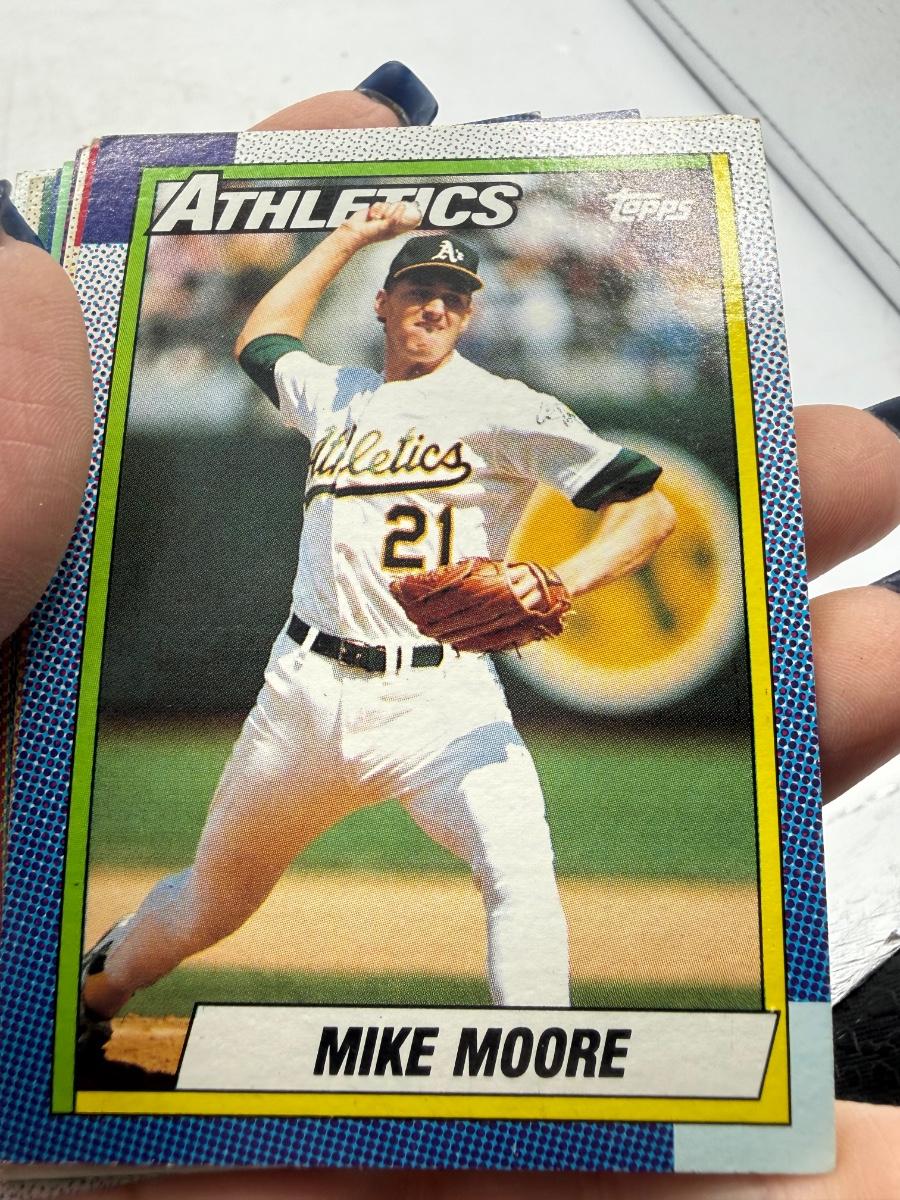 ATHLETICS
Topps
A's
Athletics
21
MIKE MOORE